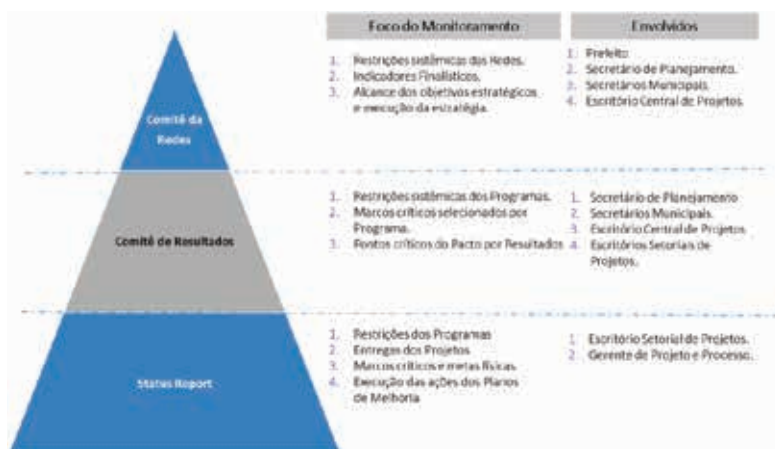 Foco do Monitoramento
Envolvidos
Comitê da
Redes
1. Restrições sistêmicas das Redes.
2. Indicadores Finalísticos.
3. Alcance dos objetivos estratégicos
e execução da estratégia.
1. Prefeito
2. Secretário de Planejamento.
3. Secretários Municipais.
4. Escritório Central de Projetos.
Comitê de Resultados
1. Restrições sistêmicas dos Programas.
2. Marcos críticos selecionados por
Programa.
3. Pontos críticos do Pacto por Resultados
1. Secretário de Planejamento
2. Secretários Municipais.
3. Escritório Central de Projetos
4. Escritórios Setoriais de
Projetos.
Status Report
1. Restrições dos Programas
2. Entregas dos Projetos
3. Marcos críticos e metas físicas.
4. Execução das ações dos Planos
de Melhoria
1. Escritório Setorial de Projetos.
2. Gerente de Projeto e Processo.